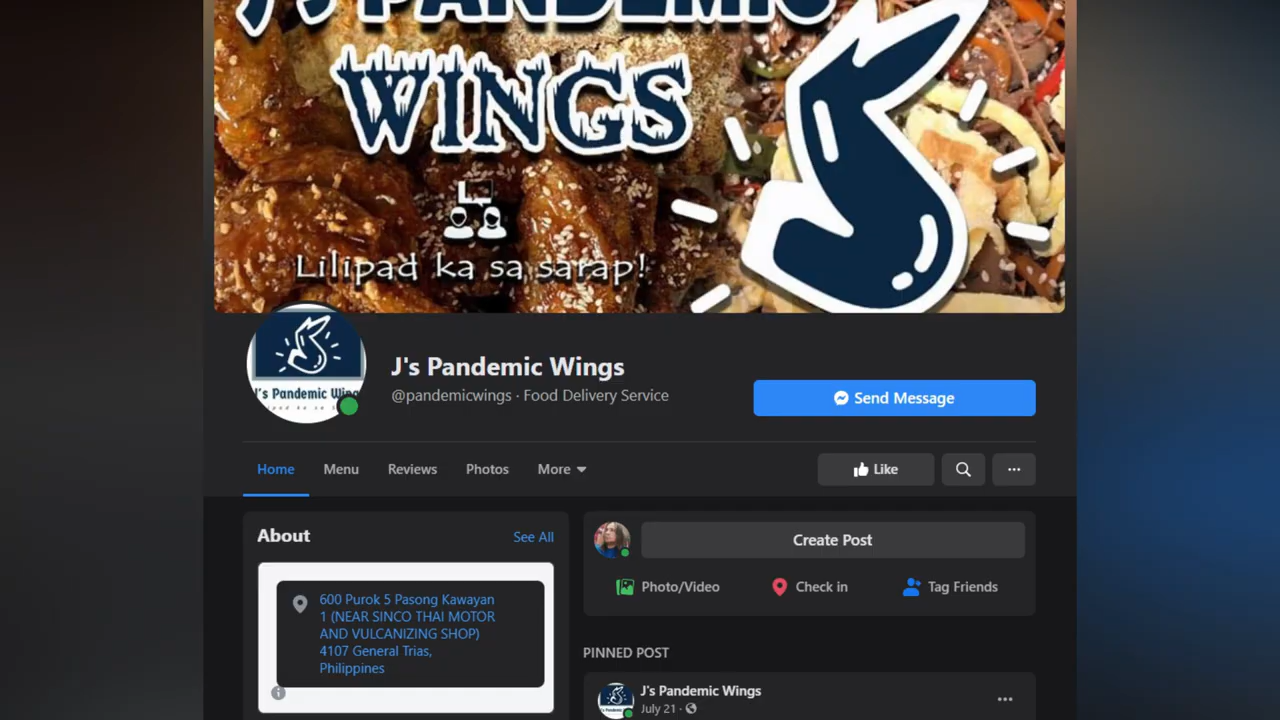 J's PANDEMIC
WINGS
Lilipad ka sa sarap!
J's Pandemic Wings
@pandemicwings · Food Delivery Service
Send Message
Home
Menu
Reviews
Photos
More
Like
About
See All
600 Purok 5 Pasong Kawayan
1 (NEAR SINCO THAI MOTOR
AND VULCANIZING SHOP)
4107 General Trias,
Philippines
Create Post
Photo/Video
Check in
Tag Friends
PINNED POST
J's Pandemic Wings
July 21 ·